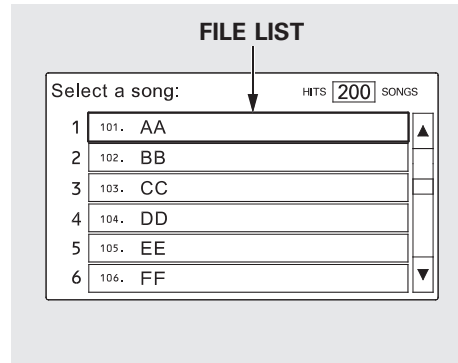 FILE LIST
Select a song: HITS 200 SONGS
1 101. AA
2 102. BB
3 103. CC
4 104. DD
5 105. EE
6 106. FF